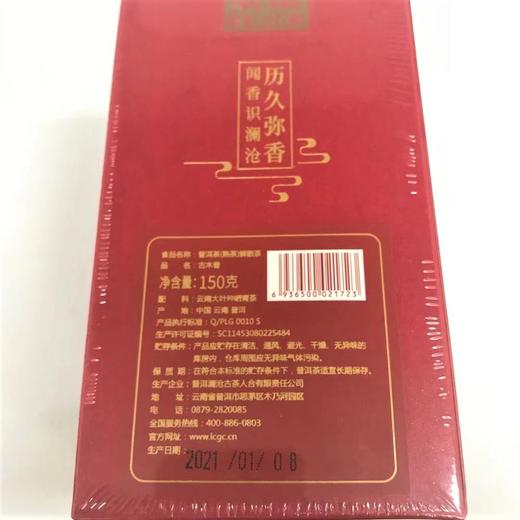 历久弥香
闻香识澜沧
食品名称：普洱茶(熟茶)紧散茶
品　名：古木香
净含量：150克
配　料：云南大叶种晒青茶
产　地：中国 云南 普洱
产品执行标准：Q/PLG 0010 S
生产许可证编号：SC11453080225484
贮存条件：产品应贮存在清洁、通风、避光、干燥、无异味的
库房内，仓库周围应无异味气体污染。
保质期：在符合本标准的贮存条件下，普洱茶适宜长期保存。
生产企业：普洱澜沧古茶人合有限责任公司
地　址：云南省普洱市思茅区木乃河园区
电　话：0879-2820085
全国服务热线：400-886-0803
官方网址：www.lcgc.cn
生产日期：2021/01/08
6 936500 021723